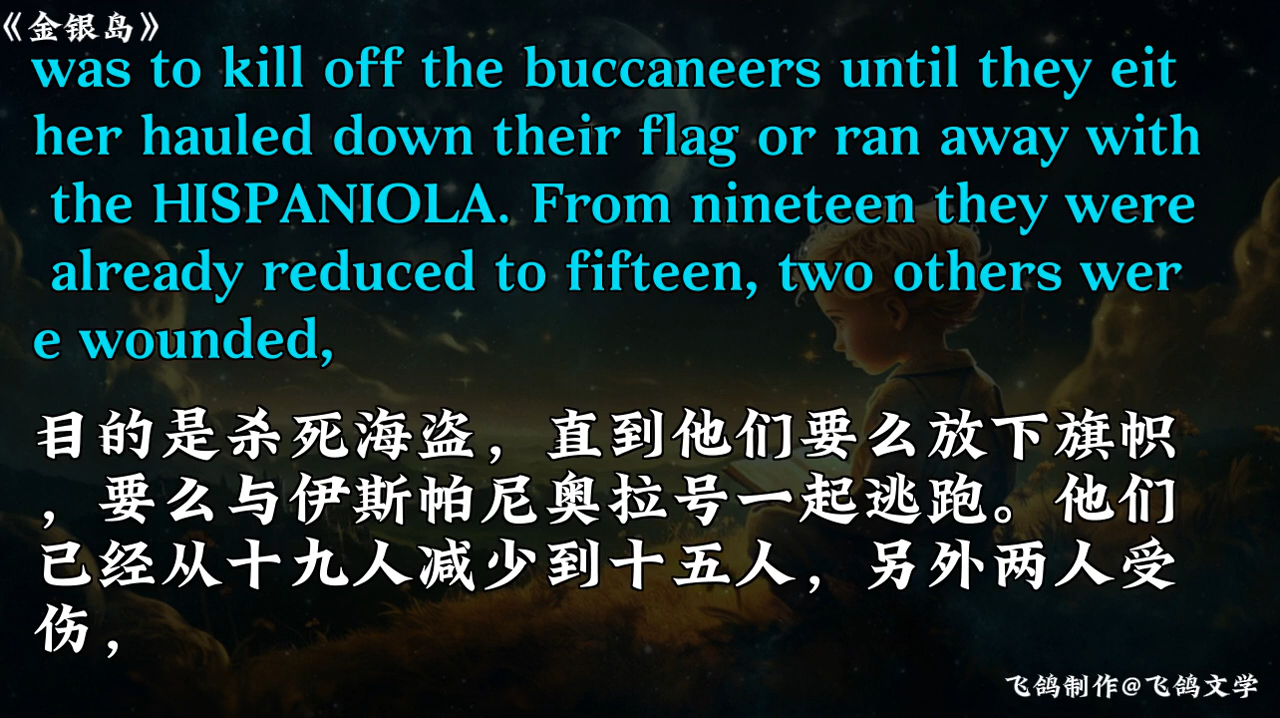 《金银岛》
was to kill off the buccaneers until they eit
her hauled down their flag or ran away with
the HISPANIOLA. From nineteen they were
already reduced to fifteen, two others wer
e wounded,
目的是杀死海盗，直到他们要么放下旗帜
，要么与伊斯帕尼奥拉号一起逃跑。他们
已经从十九人减少到十五人，另外两人受
伤，
飞鸽制作@飞鸽文学